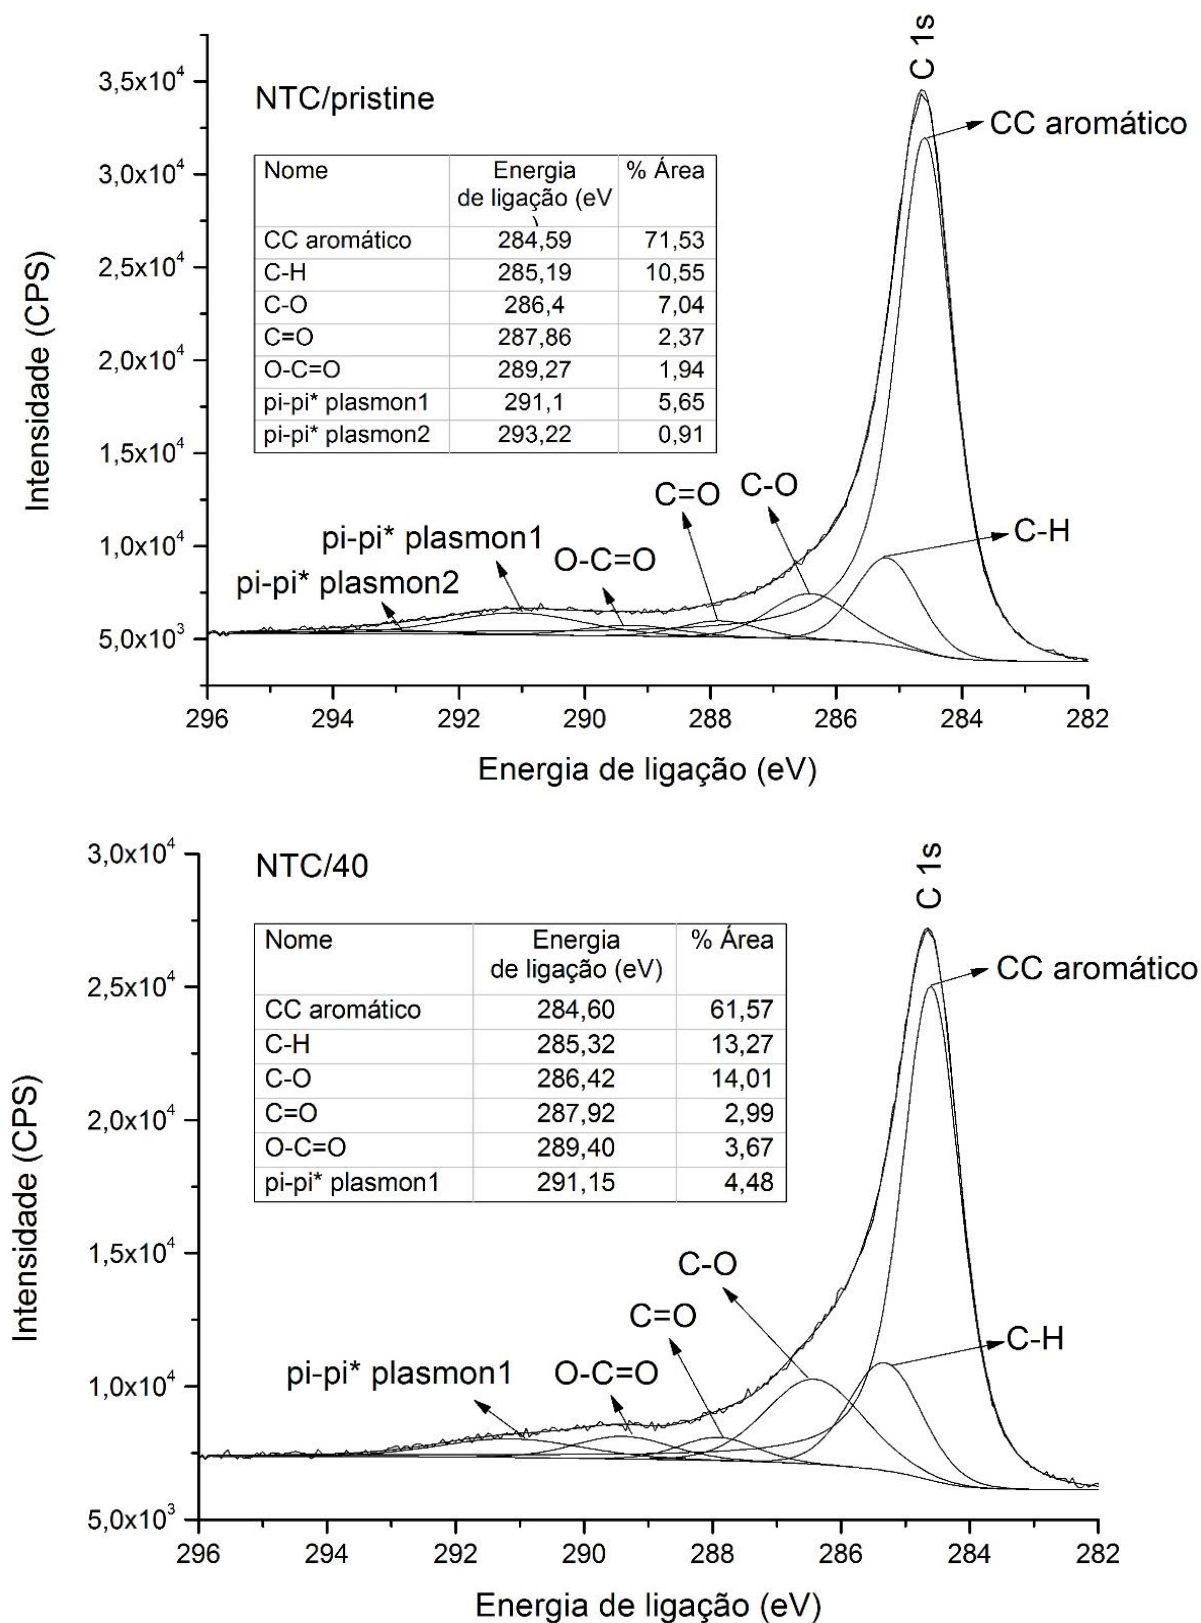 C 1s
NTC/pristine
CC aromático
Nome Energia de ligação (eV) % Área
CC aromático 284,59 71,53
C-H 285,19 10,55
C-O 286,4 7,04
C=O 287,86 2,37
O-C=O 289,27 1,94
pi-pi* plasmon1 291,1 5,65
pi-pi* plasmon2 293,22 0,91
3,5x10⁴
3,0x10⁴
2,5x10⁴
2,0x10⁴
1,5x10⁴
1,0x10⁴
5,0x10³
Intensidade (CPS)
C=O
C-O
C-H
pi-pi* plasmon1
O-C=O
pi-pi* plasmon2
296 294 292 290 288 286 284 282
Energia de ligação (eV)
C 1s
NTC/40
CC aromático
Nome Energia de ligação (eV) % Área
CC aromático 284,60 61,57
C-H 285,32 13,27
C-O 286,42 14,01
C=O 287,92 2,99
O-C=O 289,40 3,67
pi-pi* plasmon1 291,15 4,48
3,0x10⁴
2,5x10⁴
2,0x10⁴
1,5x10⁴
1,0x10⁴
5,0x10³
Intensidade (CPS)
C-O
C=O
C-H
pi-pi* plasmon1
O-C=O
296 294 292 290 288 286 284 282
Energia de ligação (eV)